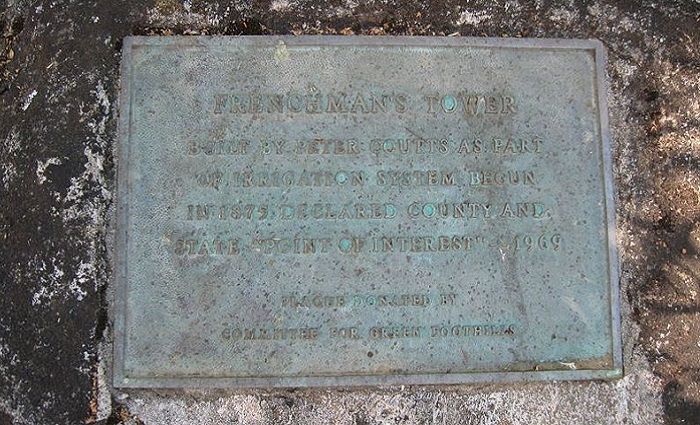 FRENCHMAN'S TOWER
BUILT BY PETER COUTTS AS PART
OF IRRIGATION SYSTEM BEGUN
IN 1875. DECLARED COUNTY AND
STATE "POINT OF INTEREST" - 1969
PLAQUE DONATED BY
COMMITTEE FOR GREEN FOOTHILLS